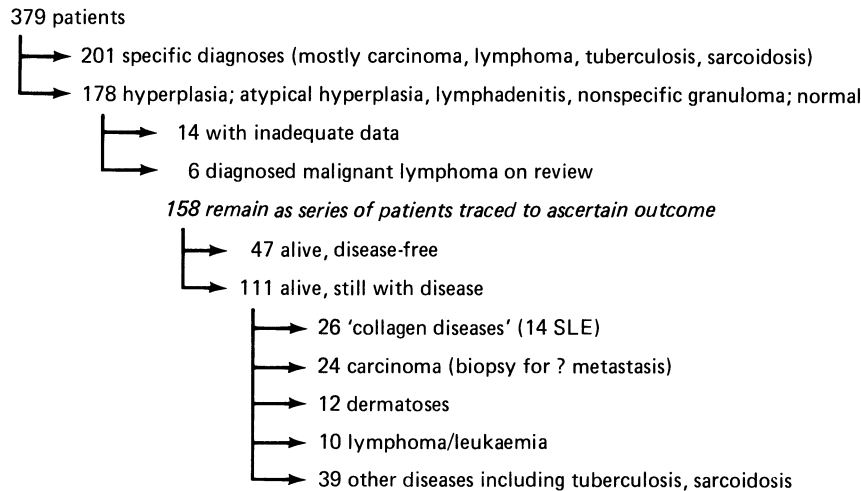 379 patients
201 specific diagnoses (mostly carcinoma, lymphoma, tuberculosis, sarcoidosis)
178 hyperplasia; atypical hyperplasia, lymphadenitis, nonspecific granuloma; normal
14 with inadequate data
6 diagnosed malignant lymphoma on review
158 remain as series of patients traced to ascertain outcome
47 alive, disease-free
111 alive, still with disease
26 ‘collagen diseases’ (14 SLE)
24 carcinoma (biopsy for ? metastasis)
12 dermatoses
10 lymphoma/leukaemia
39 other diseases including tuberculosis, sarcoidosis